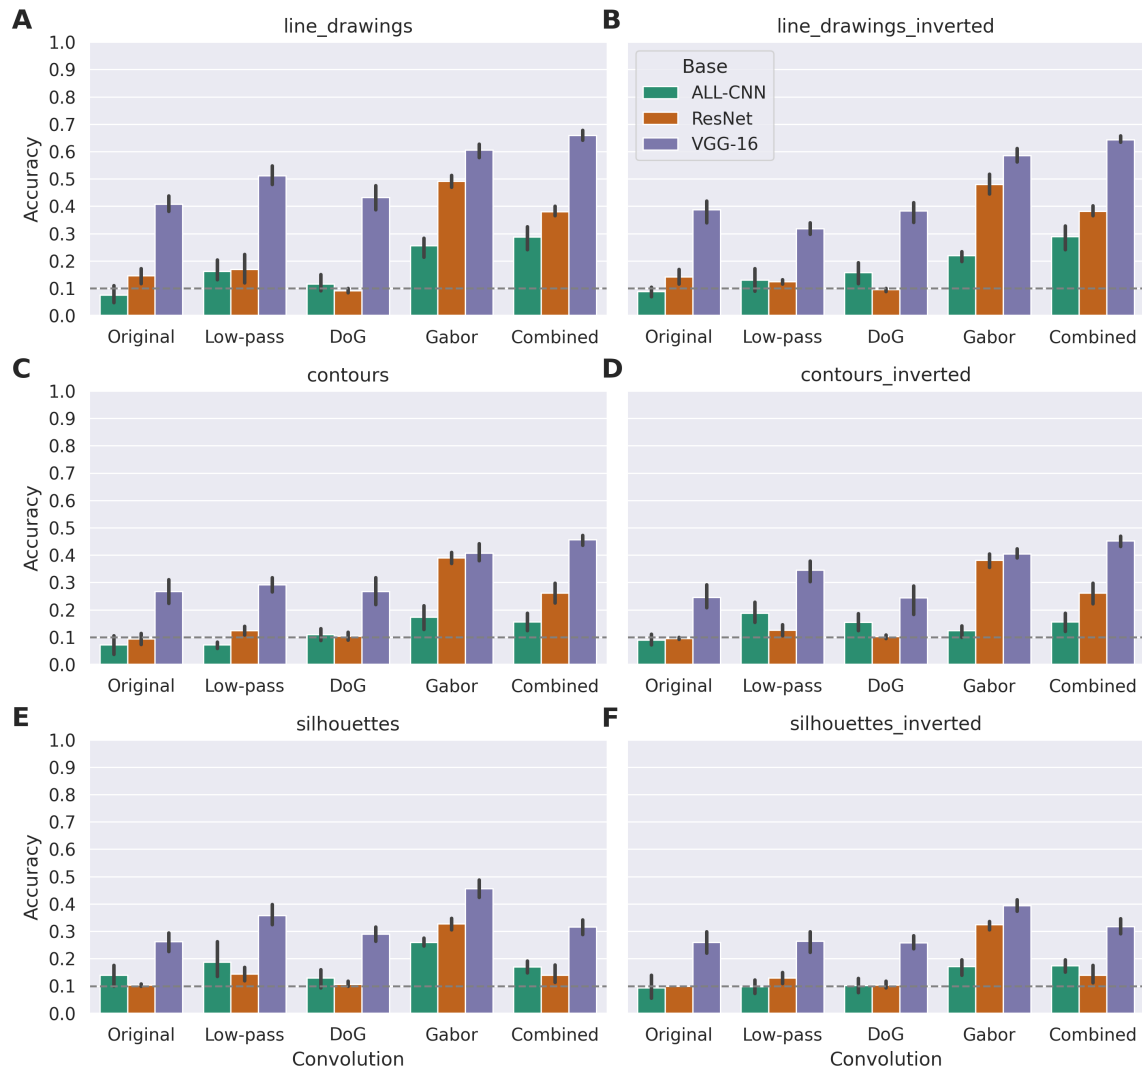 A
line_drawings
B
line_drawings_inverted
Accuracy
1.0
0.9
0.8
0.7
0.6
0.5
0.4
0.3
0.2
0.1
0.0
Original Low-pass DoG Gabor Combined
Base
ALL-CNN
ResNet
VGG-16
Original Low-pass DoG Gabor Combined
C
contours
D
contours_inverted
Accuracy
1.0
0.9
0.8
0.7
0.6
0.5
0.4
0.3
0.2
0.1
0.0
Original Low-pass DoG Gabor Combined
Original Low-pass DoG Gabor Combined
E
silhouettes
F
silhouettes_inverted
Accuracy
1.0
0.9
0.8
0.7
0.6
0.5
0.4
0.3
0.2
0.1
0.0
Original Low-pass DoG Gabor Combined
Convolution
Original Low-pass DoG Gabor Combined
Convolution